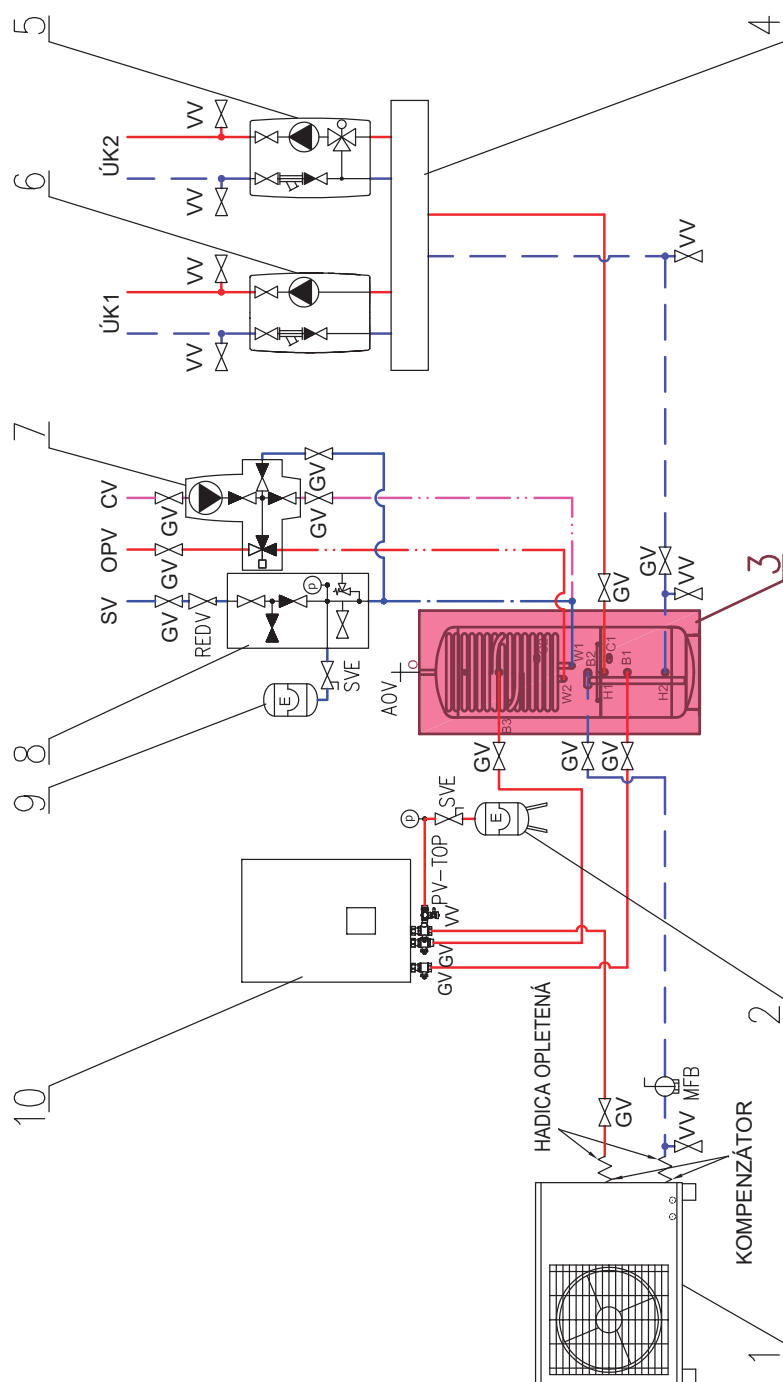 5
4
VV
ÚK2
VV
6
VV
ÚK1
VV
VV
7
CV
GV
GV
GV
OPV
GV
SV
GV
REDV
p
8
E
SVE
9
GV
GV
VV
3
AOV
O
W1
W2
B2
C1
B3
H1
B1
H2
GV
GV
GV
p
SVE
E
PV-TOP
VV
GV
GV
10
2
HADICA OPLETENÁ
GV
MFB
VV
KOMPENZÁTOR
1